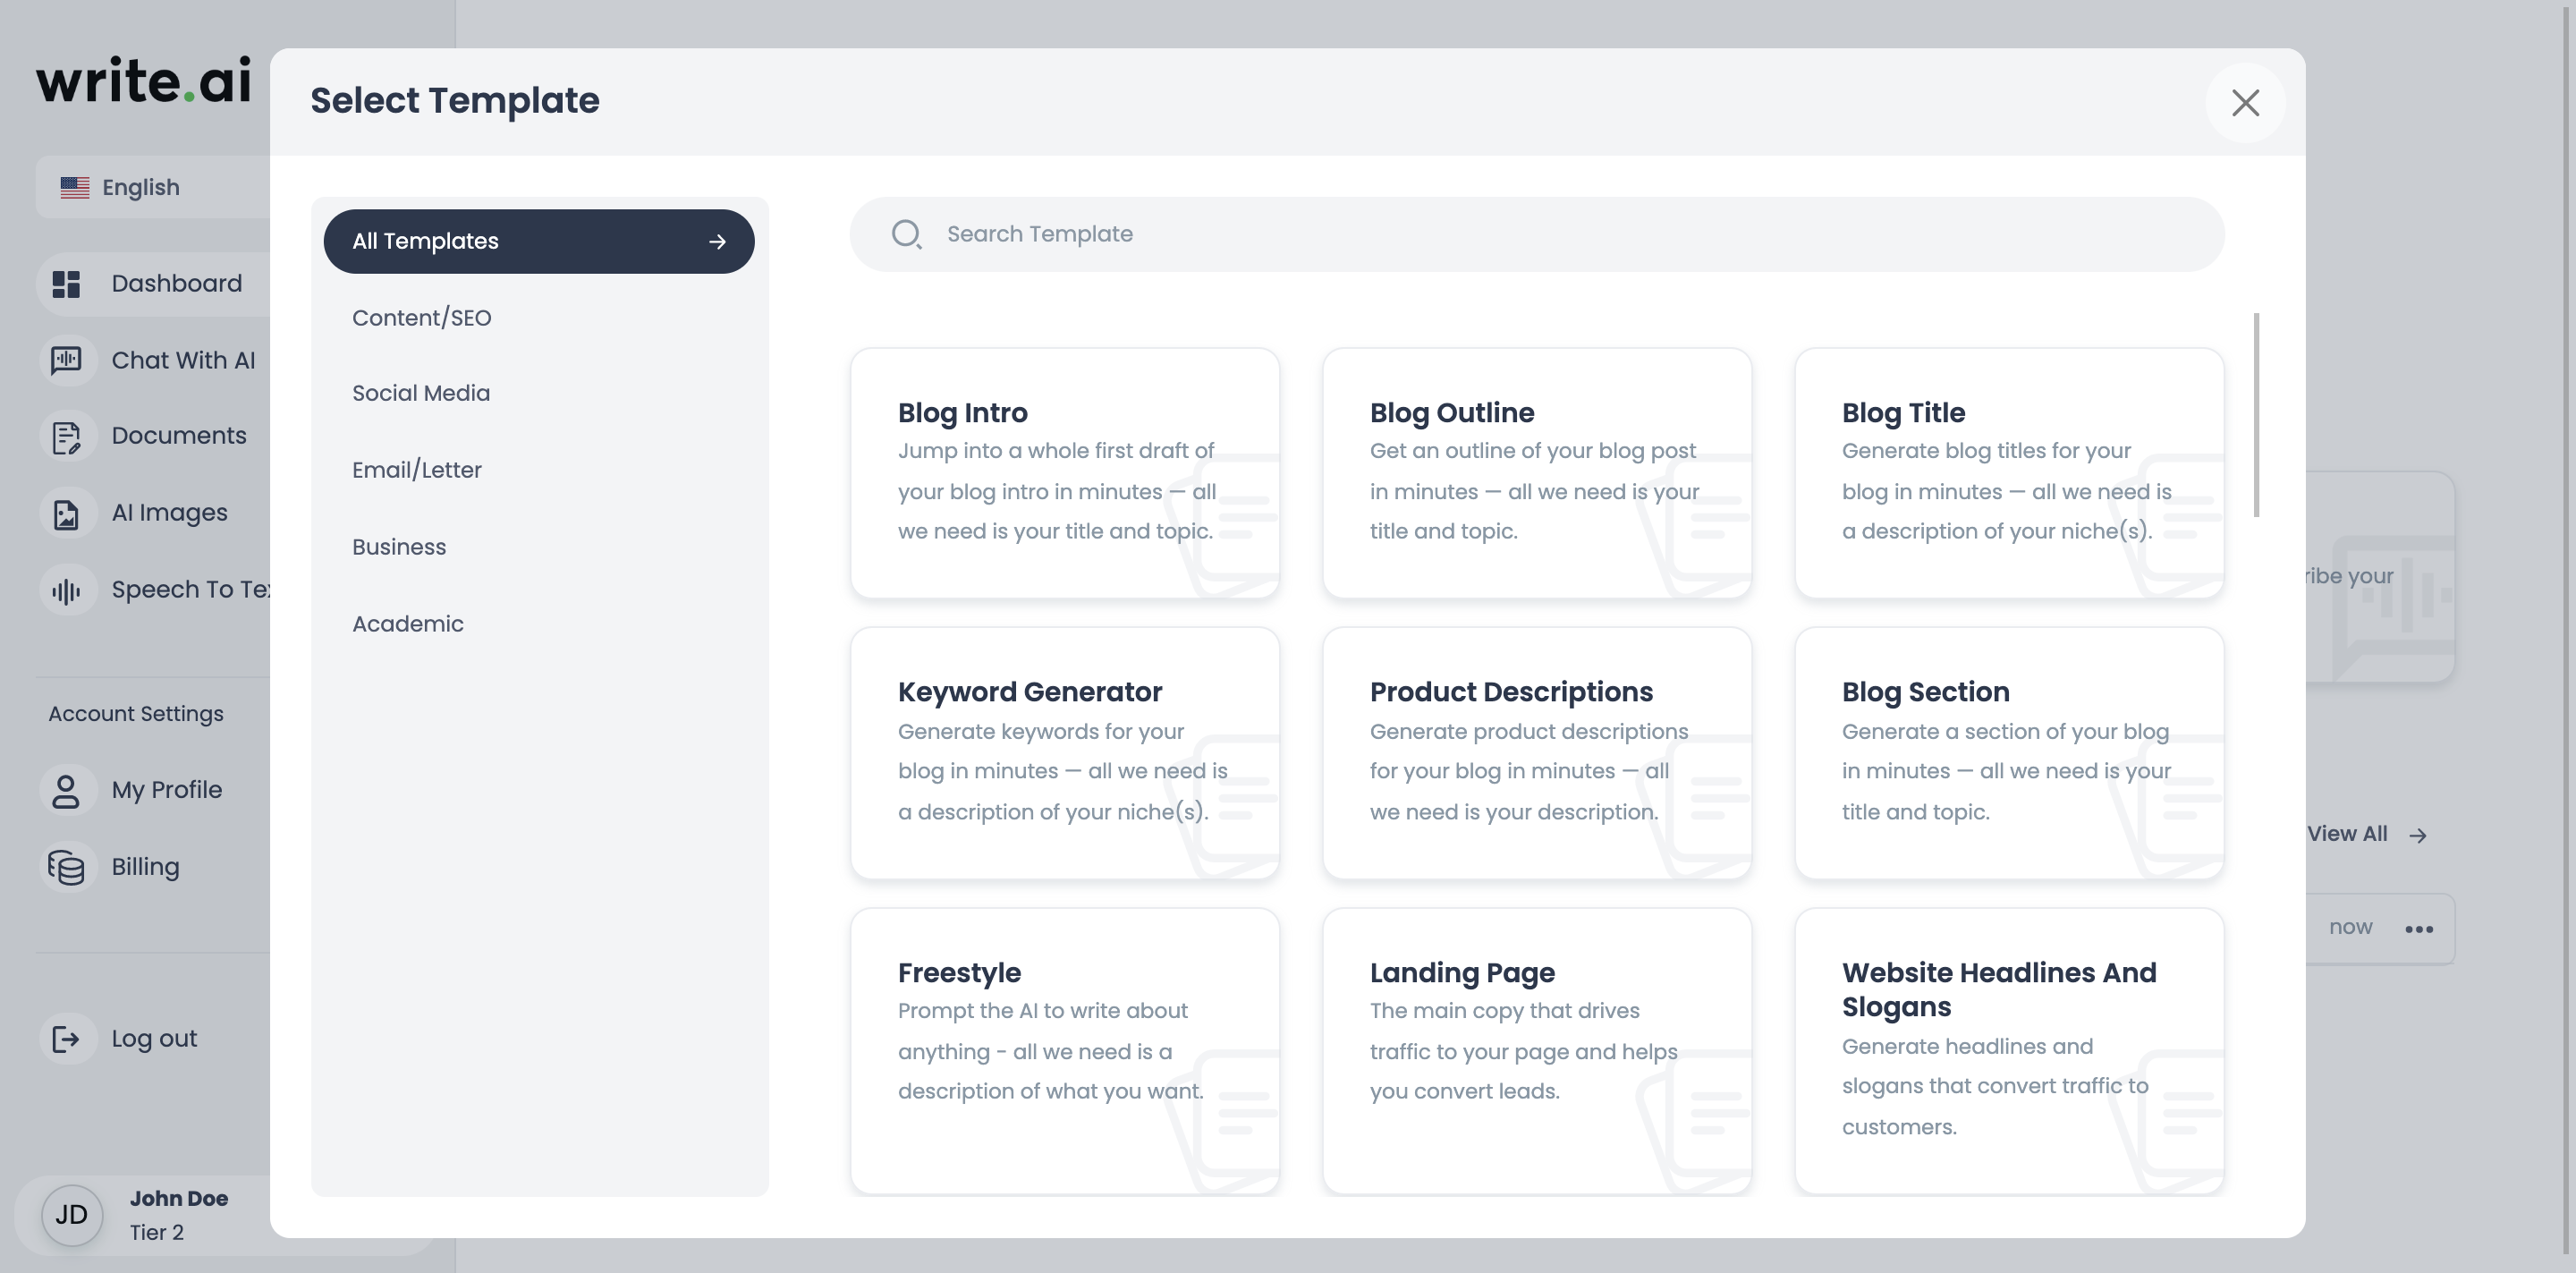 write.ai
English
Dashboard
Chat With AI
Documents
AI Images
Speech To
Account Settings
My Profile
Billing
Log out
JD
John Doe
Tier 2
Select Template
All Templates
Content/SEO
Social Media
Email/Letter
Business
Academic
Search Template
Blog Intro
Jump into a whole first draft of
your blog intro in minutes — all
we need is your title and topic.
Blog Outline
Get an outline of your blog post
in minutes — all we need is your
title and topic.
Blog Title
Generate blog titles for your
blog in minutes — all we need is
a description of your niche(s).
Keyword Generator
Generate keywords for your
blog in minutes — all we need is
a description of your niche(s).
Product Descriptions
Generate product descriptions
for your blog in minutes — all
we need is your description.
Blog Section
Generate a section of your blog
in minutes — all we need is your
title and topic.
Freestyle
Prompt the AI to write about
anything - all we need is a
description of what you want.
Landing Page
The main copy that drives
traffic to your page and helps
you convert leads.
Website Headlines And
Slogans
Generate headlines and
slogans that convert traffic to
customers.
your
View All
now